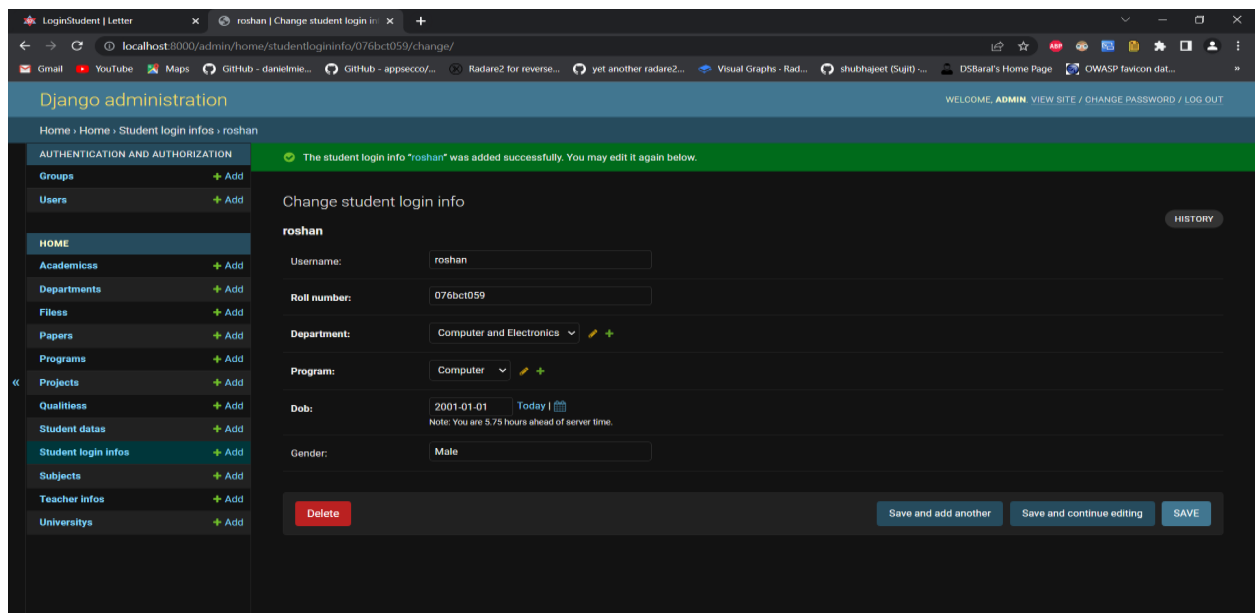 LoginStudent | Letter
roshan | Change student login in
localhost:8000/admin/home/studentlogininfo/076bct059/change/
Gmail YouTube Maps GitHub - danielmie... GitHub - appsecco/... Radare2 for reverse... yet another radare2... Visual Graphs - Rad... shubhajeet (Sujit) -... DSBaral's Home Page OWASP favicon dat... »
Django administration
WELCOME, ADMIN. VIEW SITE / CHANGE PASSWORD / LOG OUT
Home › Home › Student login infos › roshan
AUTHENTICATION AND AUTHORIZATION
Groups + Add
Users + Add
HOME
Academicss + Add
Departments + Add
Filess + Add
Papers + Add
Programs + Add
Projects + Add
Qualitiess + Add
Student datas + Add
Student login infos + Add
Subjects + Add
Teacher infos + Add
Universitys + Add
«
The student login info “roshan” was added successfully. You may edit it again below.
Change student login info
HISTORY
roshan
Username: roshan
Roll number: 076bct059
Department: Computer and Electronics
Program: Computer
Dob: 2001-01-01 Today |
Note: You are 5.75 hours ahead of server time.
Gender: Male
Delete Save and add another Save and continue editing SAVE